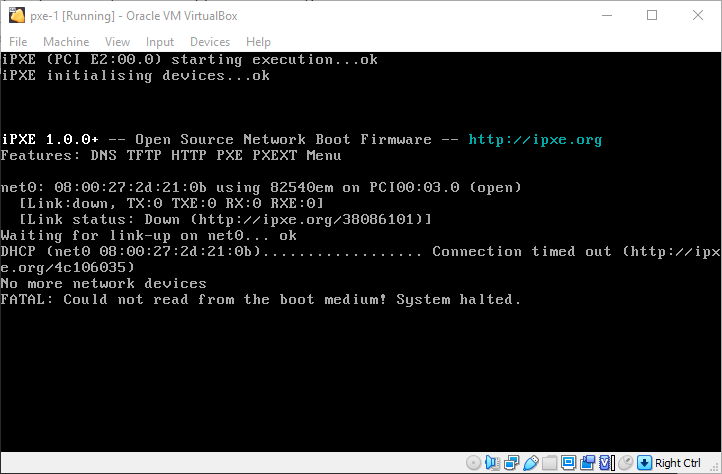 pxe-1 [Running] - Oracle VM VirtualBox
File Machine View Input Devices Help
iPXE (PCI E2:00.0) starting execution...ok
iPXE initialising devices...ok
iPXE 1.0.0+ -- Open Source Network Boot Firmware -- http://ipxe.org
Features: DNS TFTP HTTP PXE PXEXT Menu
net0: 08:00:27:2d:21:0b using 82540em on PCI00:03.0 (open)
[Link:down, TX:0 TXE:0 RX:0 RXE:0]
[Link status: Down (http://ipxe.org/38086101)]
Waiting for link-up on net0... ok
DHCP (net0 08:00:27:2d:21:0b).................. Connection timed out (http://ipx
e.org/4c106035)
No more network devices
FATAL: Could not read from the boot medium! System halted.
Right Ctrl